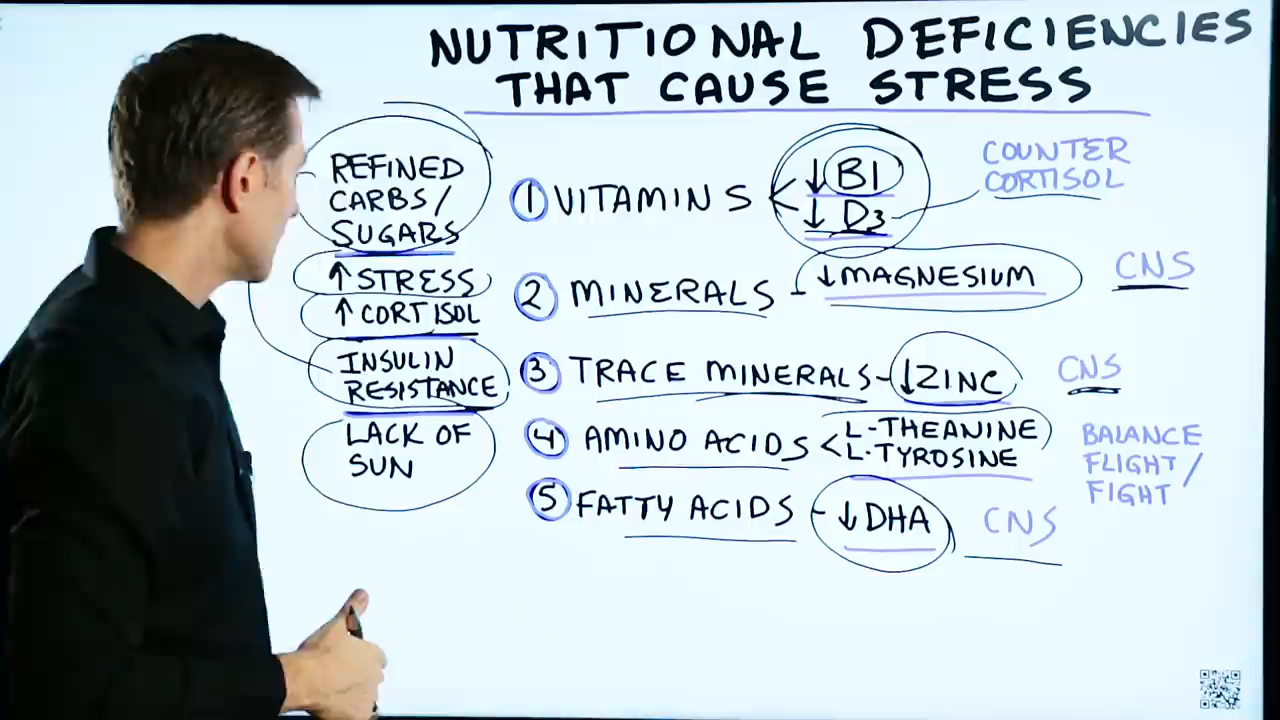 NUTRITIONAL DEFICIENCIES
THAT CAUSE STRESS
REFINED
CARBS/
SUGARS
↑ STRESS
↑ CORTISOL
INSULIN
RESISTANCE
LACK OF
SUN
1 VITAMINS < ↓ B1
↓ D3
COUNTER
CORTISOL
2 MINERALS - ↓ MAGNESIUM
CNS
3 TRACE MINERALS - ↓ ZINC
CNS
4 AMINO ACIDS < L-THEANINE
L-TYROSINE
BALANCE
FLIGHT/
FIGHT
5 FATTY ACIDS - ↓ DHA
CNS